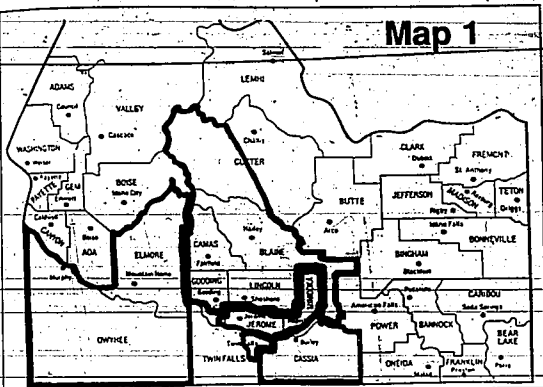 Map 1
Salmon
LEMHI
ADAMS
Council
VALLEY
Cascade
WASHINGTON
Weiser
PAYETTE
Payette
GEM
Emmett
BOISE
Idaho City
CUSTER
Challis
CLARK
Dubois
FREMONT
St. Anthony
JEFFERSON
Rigby
MADISON
Rexburg
TETON
Driggs
BUTTE
Arco
Caldwell
CANYON
ADA
Boise
ELMORE
Mountain Home
CAMAS
Fairfield
Hailey
BLAINE
Idaho Falls
BONNEVILLE
BINGHAM
Blackfoot
Murphy
GOODING
Gooding
LINCOLN
Shoshone
MINIDOKA
JEROME
Jerome
American Falls
POWER
Pocatello
BANNOCK
CARIBOU
Soda Springs
OWYHEE
TWIN FALLS
Burley
CASSIA
ONEIDA
Malad
FRANKLIN
Preston
BEAR
LAKE
Paris